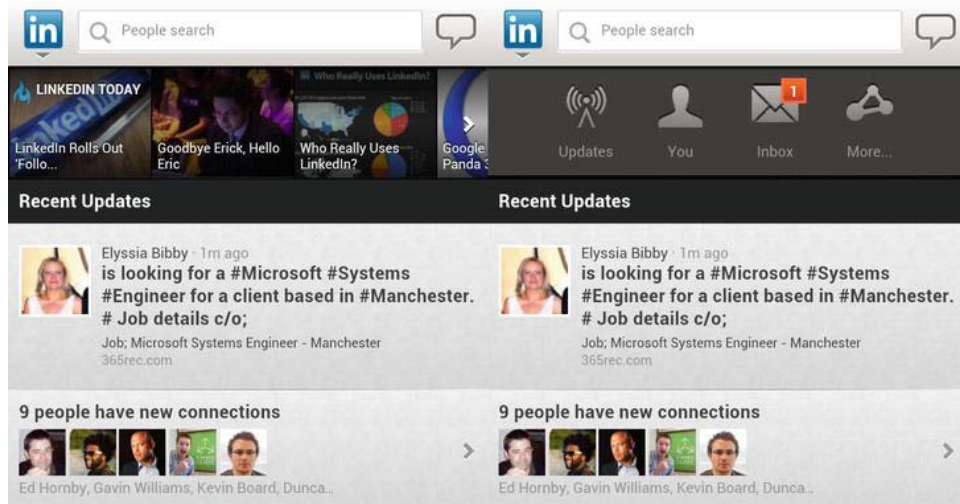 in
People search
LINKEDIN TODAY
Linkedin
LinkedIn Rolls Out
'Follo...
Goodbye Erick, Hello
Eric
Who Really Uses LinkedIn?
Who Really Uses
LinkedIn?
Google
Panda
Recent Updates
Elyssia Bibby · 1m ago
is looking for a #Microsoft #Systems
#Engineer for a client based in #Manchester.
# Job details c/o;
Job; Microsoft Systems Engineer - Manchester
365rec.com
9 people have new connections
Ed Hornby, Gavin Williams, Kevin Board, Dunca...
in
People search
1
Updates
You
Inbox
More...
Recent Updates
Elyssia Bibby · 1m ago
is looking for a #Microsoft #Systems
#Engineer for a client based in #Manchester.
# Job details c/o;
Job; Microsoft Systems Engineer - Manchester
365rec.com
9 people have new connections
Ed Hornby, Gavin Williams, Kevin Board, Dunca...